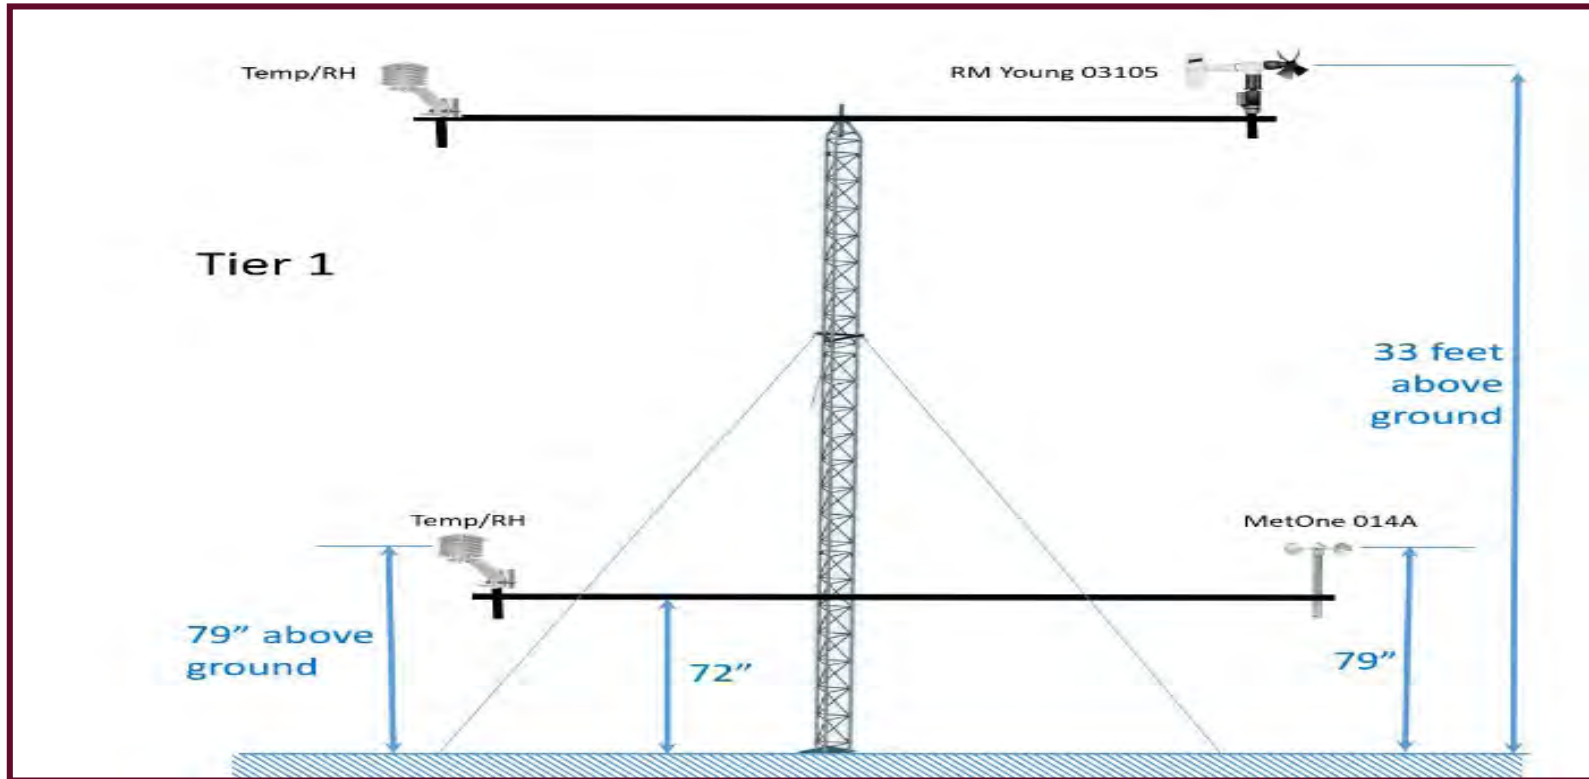 Temp/RH
RM Young 03105
Tier 1
33 feet
above
ground
Temp/RH
MetOne 014A
79” above
ground
72”
79”